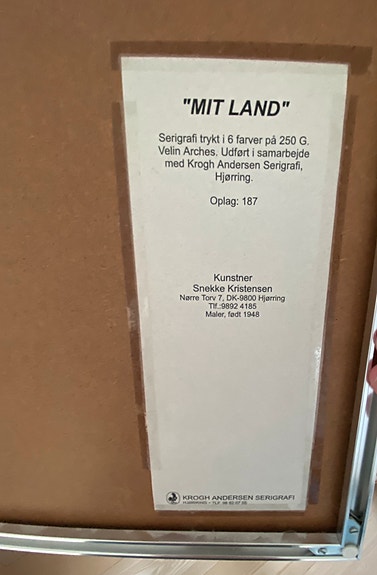 "MIT LAND"
Serigrafi trykt i 6 farver på 250 G.
Velin Arches. Udført i samarbejde
med Krogh Andersen Serigrafi,
Hjørring.
Oplag: 187
Kunstner
Snekke Kristensen
Nørre Torv 7, DK-9800 Hjørring
Tlf.:9892 4185
Maler, født 1948
KROGH ANDERSEN SERIGRAFI